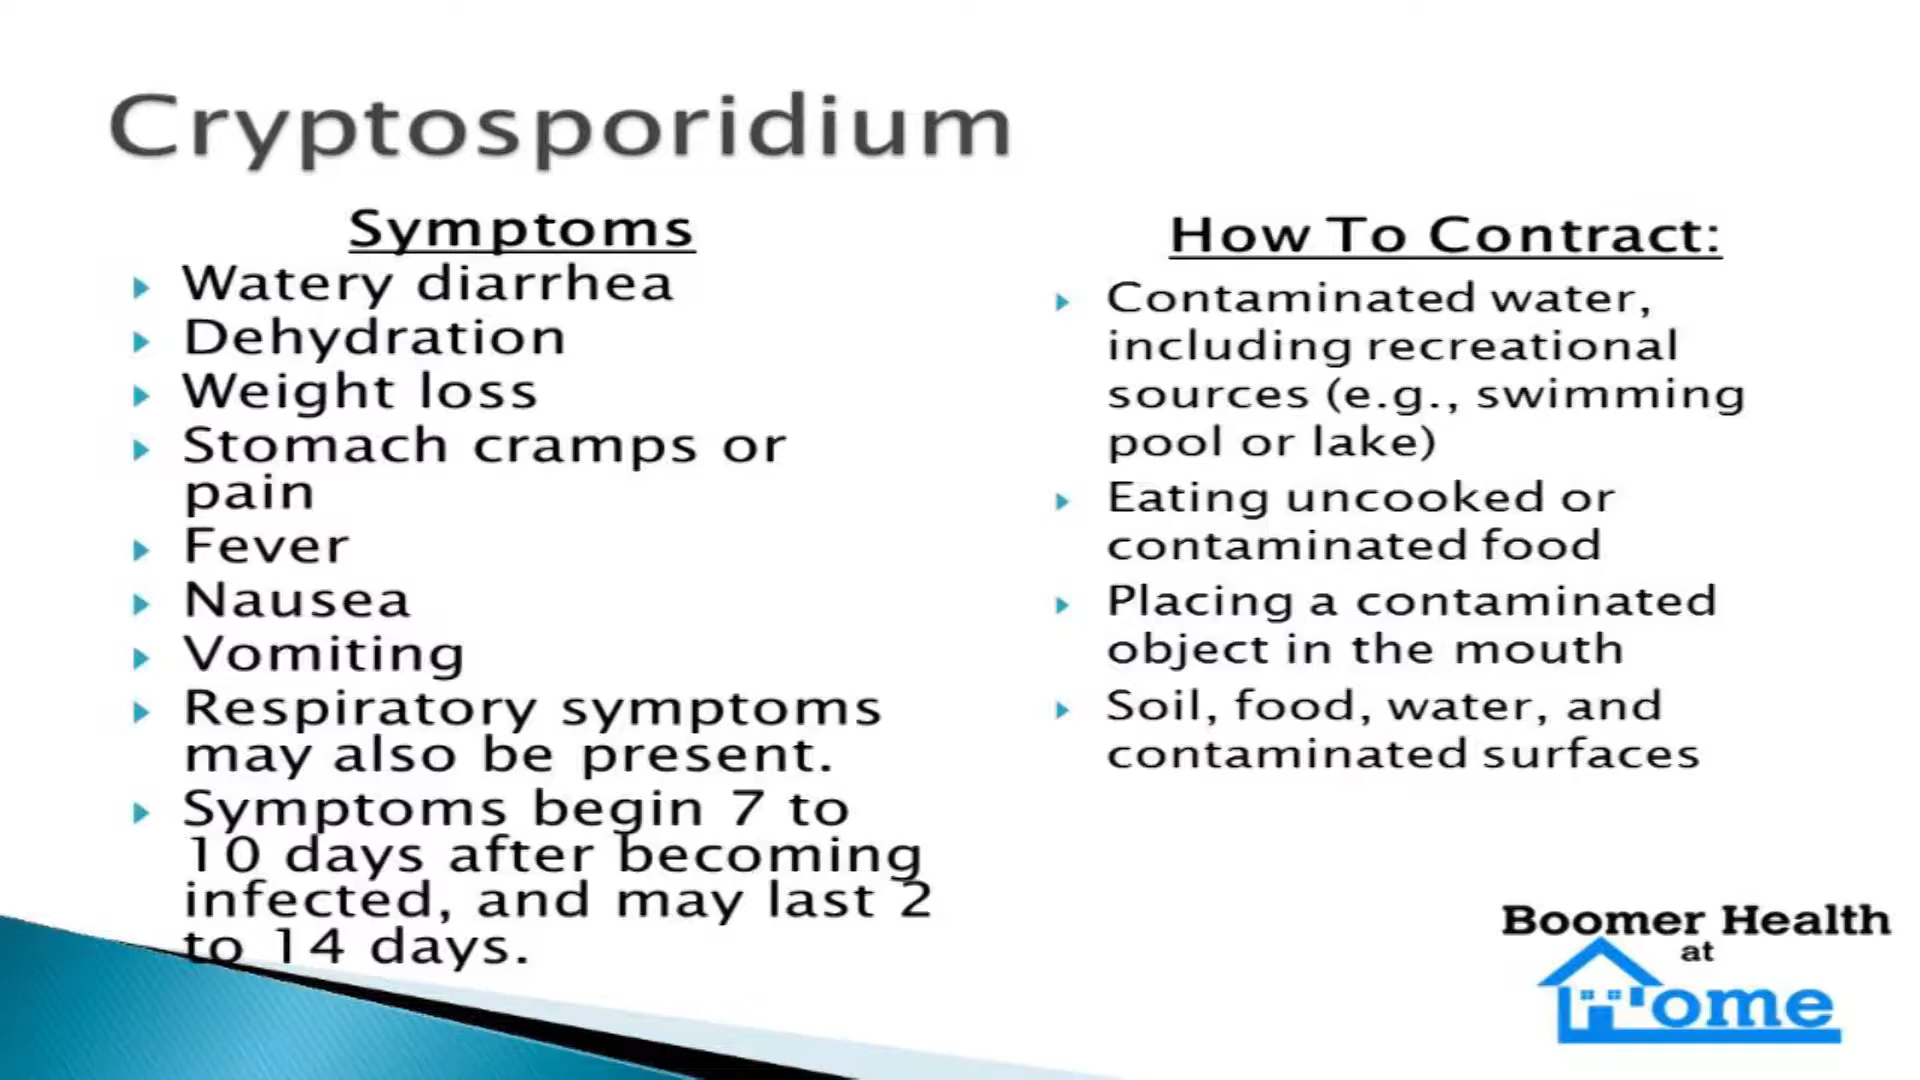 Cryptosporidium
Symptoms
Watery diarrhea
Dehydration
Weight loss
Stomach cramps or
pain
Fever
Nausea
Vomiting
Respiratory symptoms
may also be present.
Symptoms begin 7 to
10 days after becoming
infected, and may last 2
to 14 days.
How To Contract:
Contaminated water,
including recreational
sources (e.g., swimming
pool or lake)
Eating uncooked or
contaminated food
Placing a contaminated
object in the mouth
Soil, food, water, and
contaminated surfaces
Boomer Health
at
Home